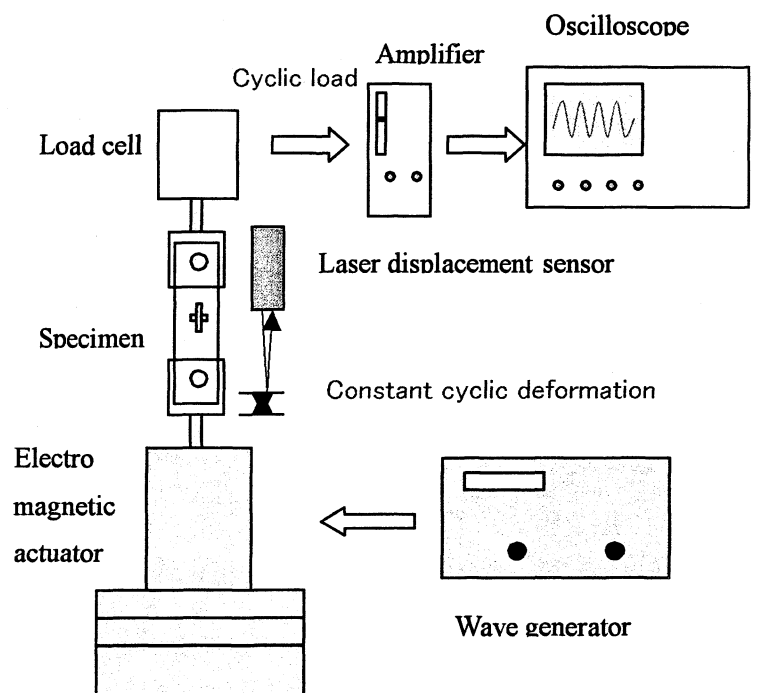 Oscilloscope
Amplifier
Cyclic load
Load cell
Laser displacement sensor
Specimen
Constant cyclic deformation
Electro
magnetic
actuator
Wave generator